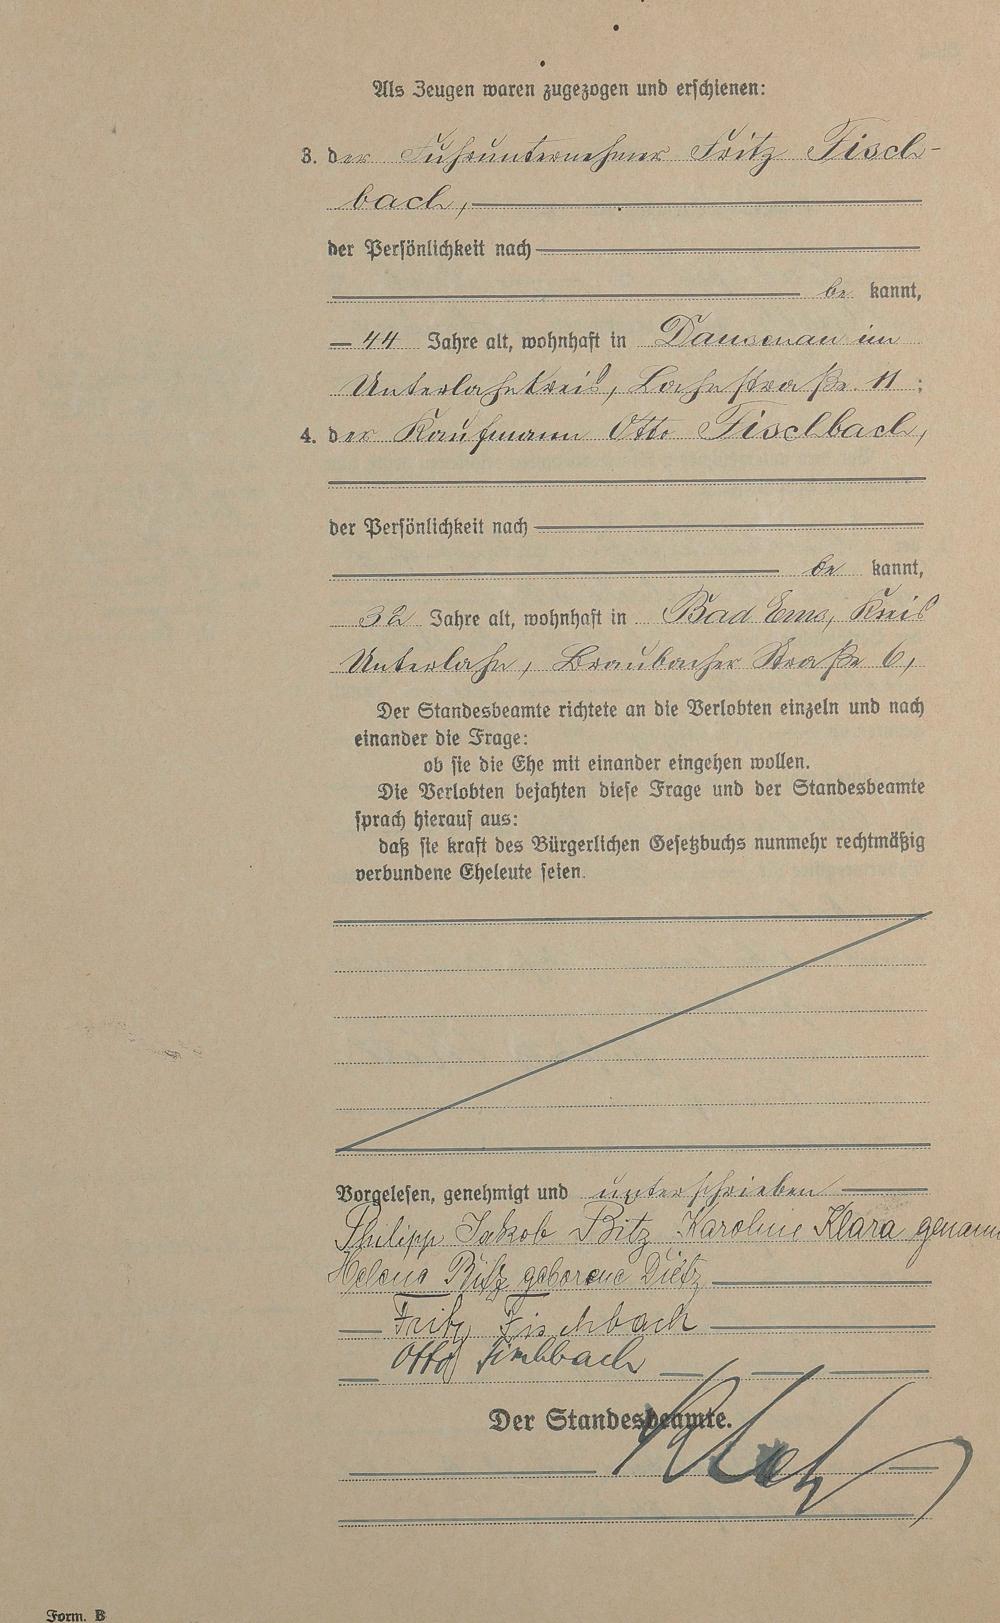 Als Zeugen waren zugezogen und erschienen:
3. der Fuhrunternehmer Fritz Fisch-
bach,
der Persönlichkeit nach
be kannt,
44 Jahre alt, wohnhaft in Dausenau im
Unterlahnkreis, Lahnstraße 11;
4. der Kaufmann Otto Fischbach,
der Persönlichkeit nach
be kannt,
32 Jahre alt, wohnhaft in Bad Ems, Kreis
Unterlahn, Braubacher Straße 6,
Der Standesbeamte richtete an die Verlobten einzeln und nach
einander die Frage:
ob sie die Ehe mit einander eingehen wollen.
Die Verlobten bejahten diese Frage und der Standesbeamte
sprach hierauf aus:
daß sie kraft des Bürgerlichen Gesetzbuchs nunmehr rechtmäßig
verbundene Eheleute seien.
Vorgelesen, genehmigt und unterschrieben
Philipp Jakob Bitz Karoline Klara genannt
Helene Bitz geborene Dietz
Fritz Fischbach
Otto Fischbach
Der Standesbeamte.
Form. B